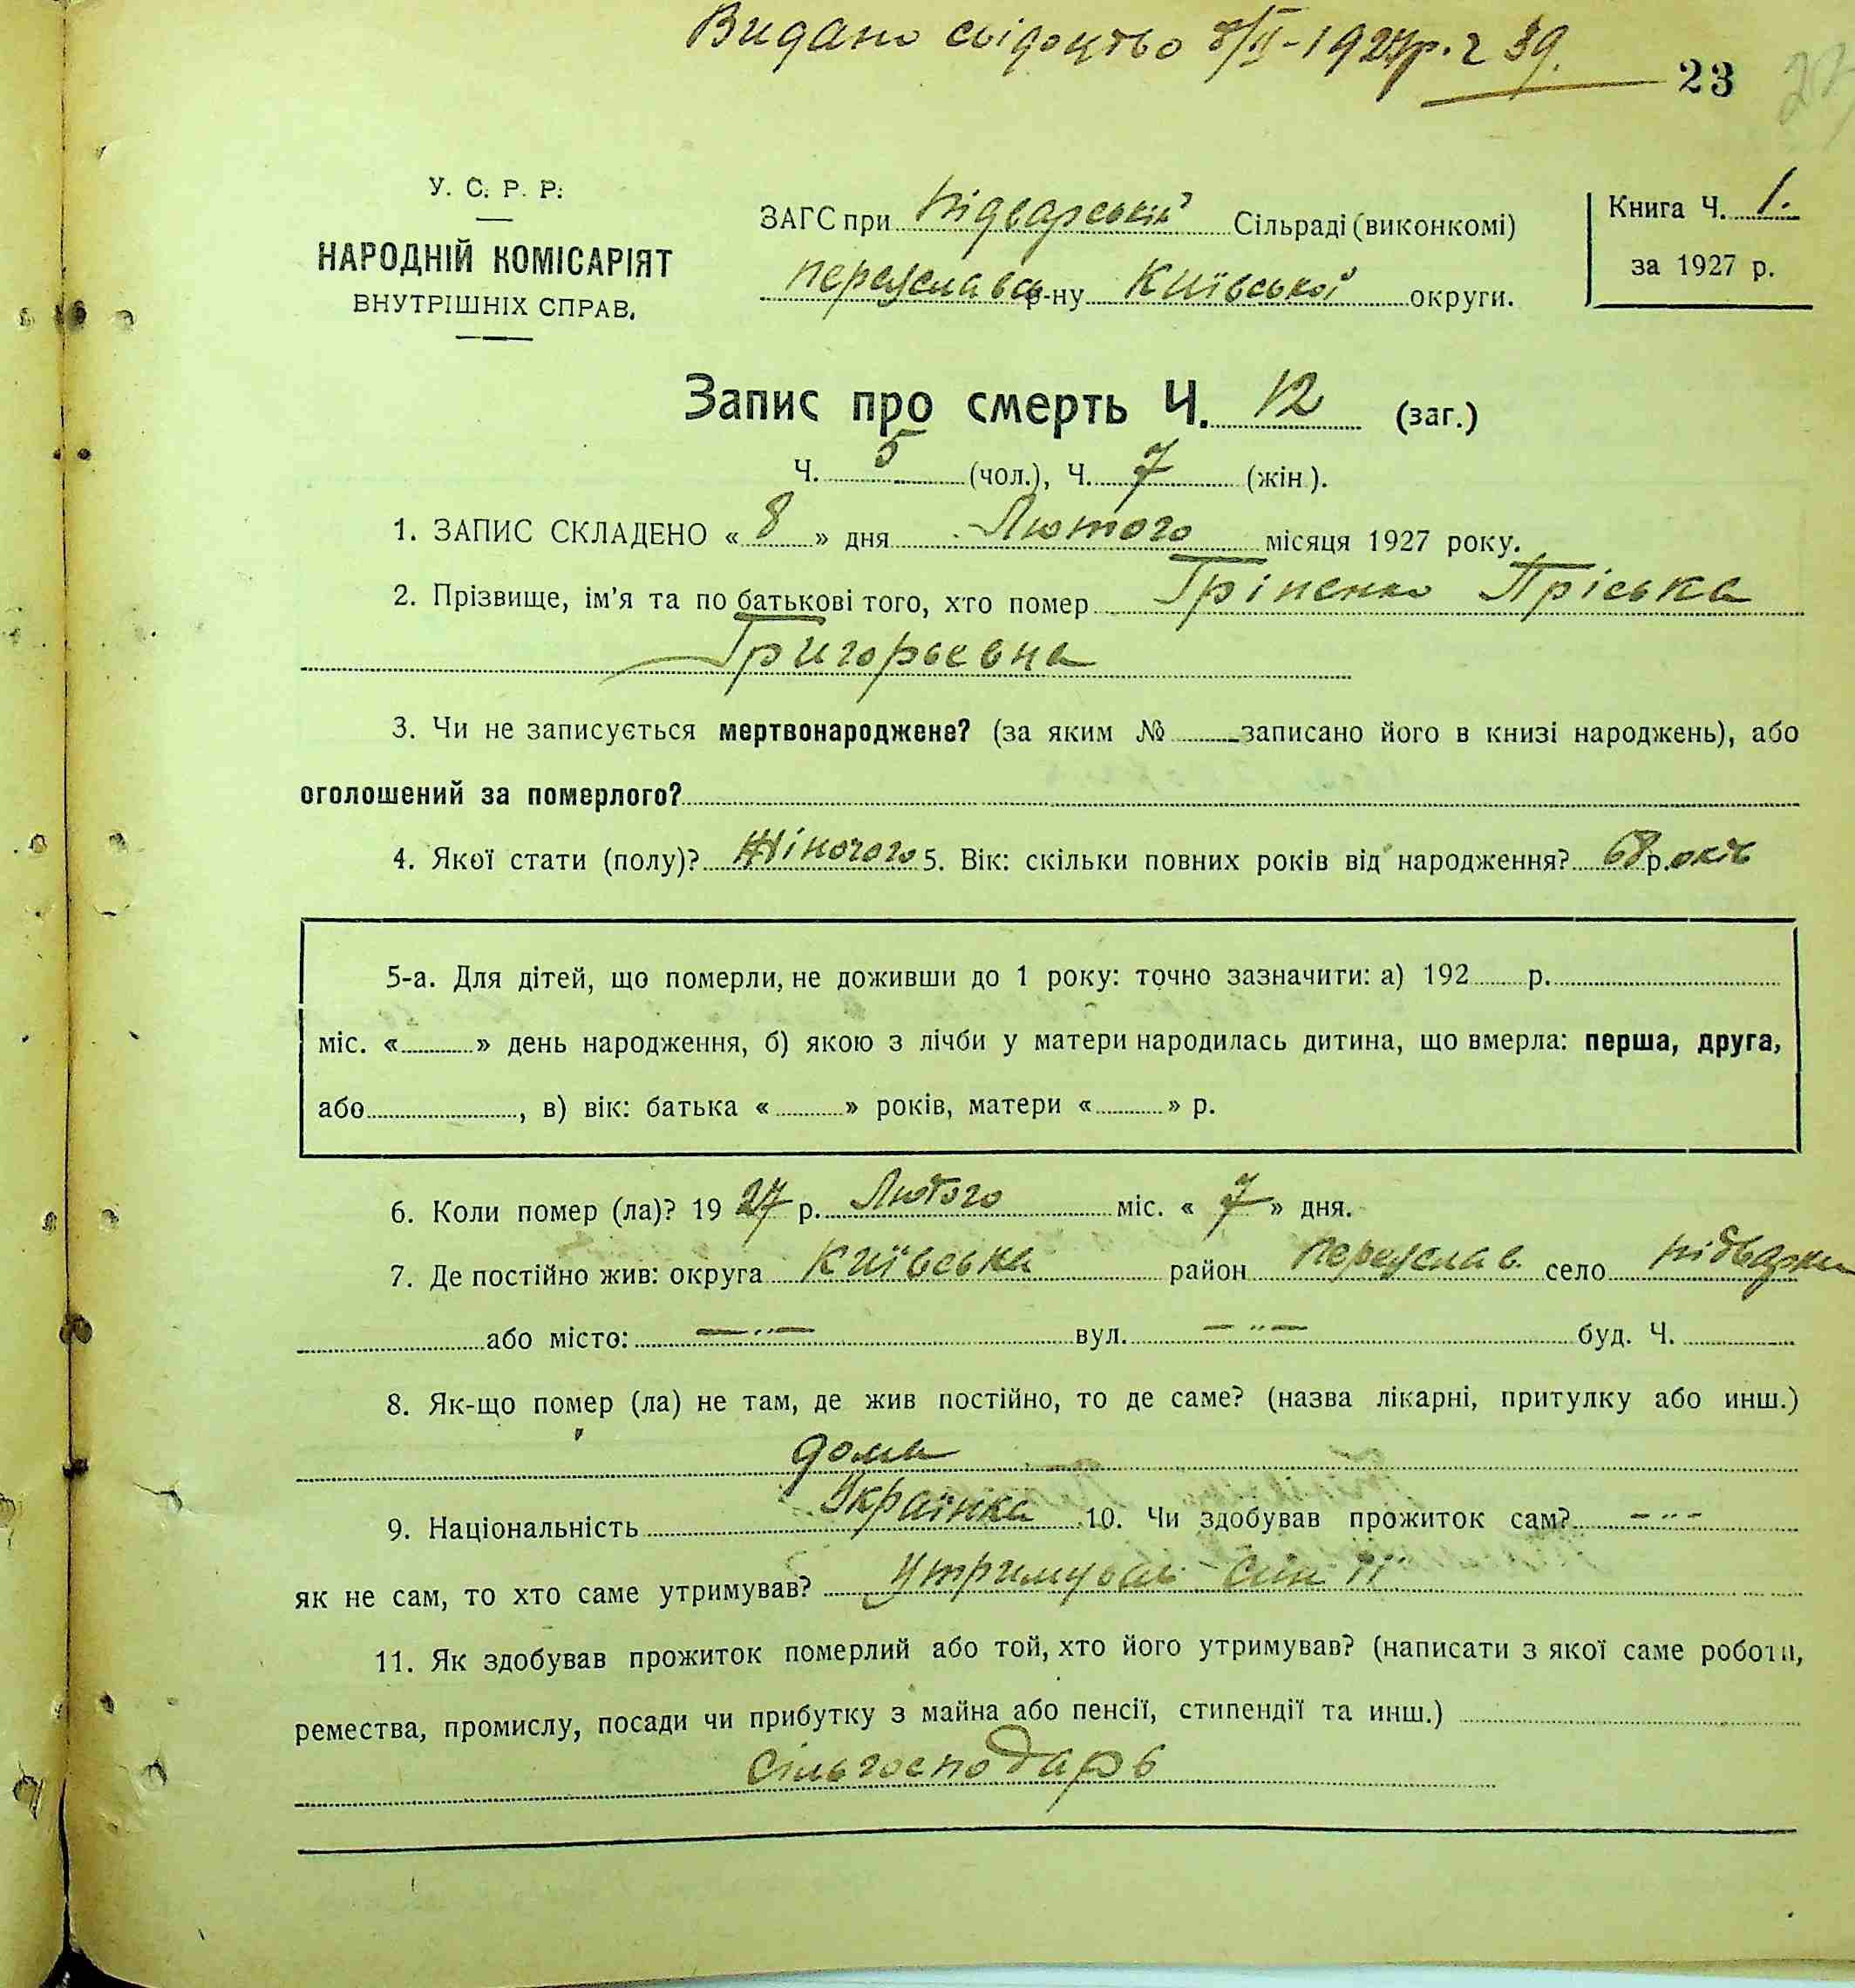 Видано свідоцтво 8/II-1927р. ч 39.
23
У. С. Р. Р.
НАРОДНІЙ КОМІСАРІЯТ
ВНУТРІШНІХ СПРАВ.
ЗАГС при Підварській Сільраді (виконкомі)
Переяславсь р-ну Київської округи.
Книга Ч. 1.
за 1927 р.
Запис про смерть Ч. 12 (заг.)
Ч. 5 (чол.), Ч. 7 (жін.).
1. ЗАПИС СКЛАДЕНО « 8 » дня Лютого місяця 1927 року.
2. Прізвище, ім'я та по батькові того, хто помер Гріненко Пріська
Григорьевна
3. Чи не записується мертвонароджене? (за яким № записано його в книзі народжень), або
оголошений за померлого?
4. Якої стати (полу)? Жіночого 5. Вік: скільки повних років від народження? 68 р. оків
5-а. Для дітей, що померли, не доживши до 1 року: точно зазначити: а) 192 р.
міс. « » день народження, б) якою з лічби у матери народилась дитина, що вмерла: перша, друга,
або , в) вік: батька « » років, матери « » р.
6. Коли помер (ла)? 19 27 р. Лютого міс. « 7 » дня.
7. Де постійно жив: округа Київська район Переяслав. село Підварки
або місто: — ·· — вул. — ·· — буд. Ч.
8. Як-що помер (ла) не там, де жив постійно, то де саме? (назва лікарні, притулку або инш.)
дома
9. Національність Українка 10. Чи здобував прожиток сам? - ·· -
як не сам, то хто саме утримував? Утримував Син її
11. Як здобував прожиток померлий або той, хто його утримував? (написати з якої саме роботи,
ремества, промислу, посади чи прибутку з майна або пенсії, стипендії та инш.)
Сільгосподарь